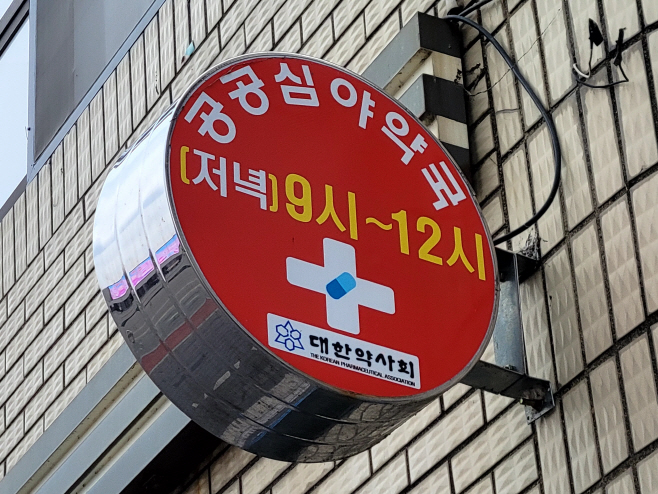 공공심야약국
[저녁] 9시~12시
대한약사회
THE KOREAN PHARMACEUTICAL ASSOCIATION